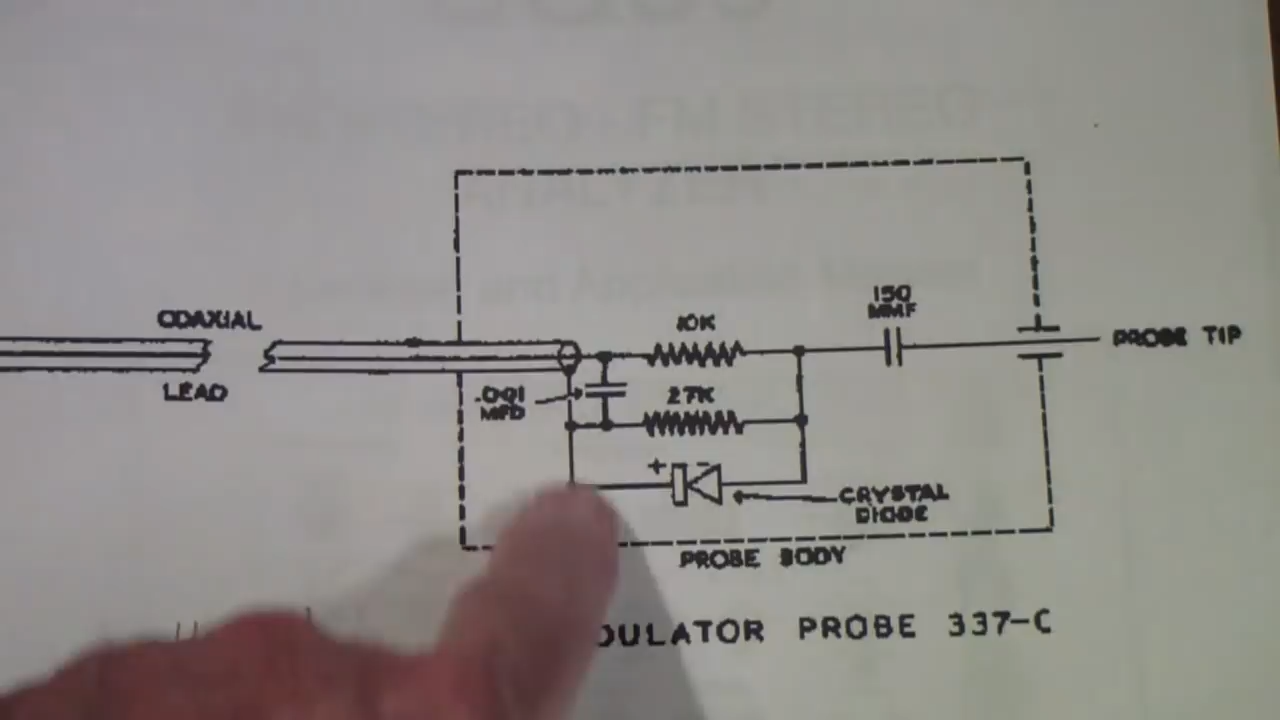 COAXIAL
LEAD
10K
150
MMF
PROBE TIP
.001
MFD
27K
+ -
CRYSTAL
DIODE
PROBE BODY
DULATOR PROBE 337-C